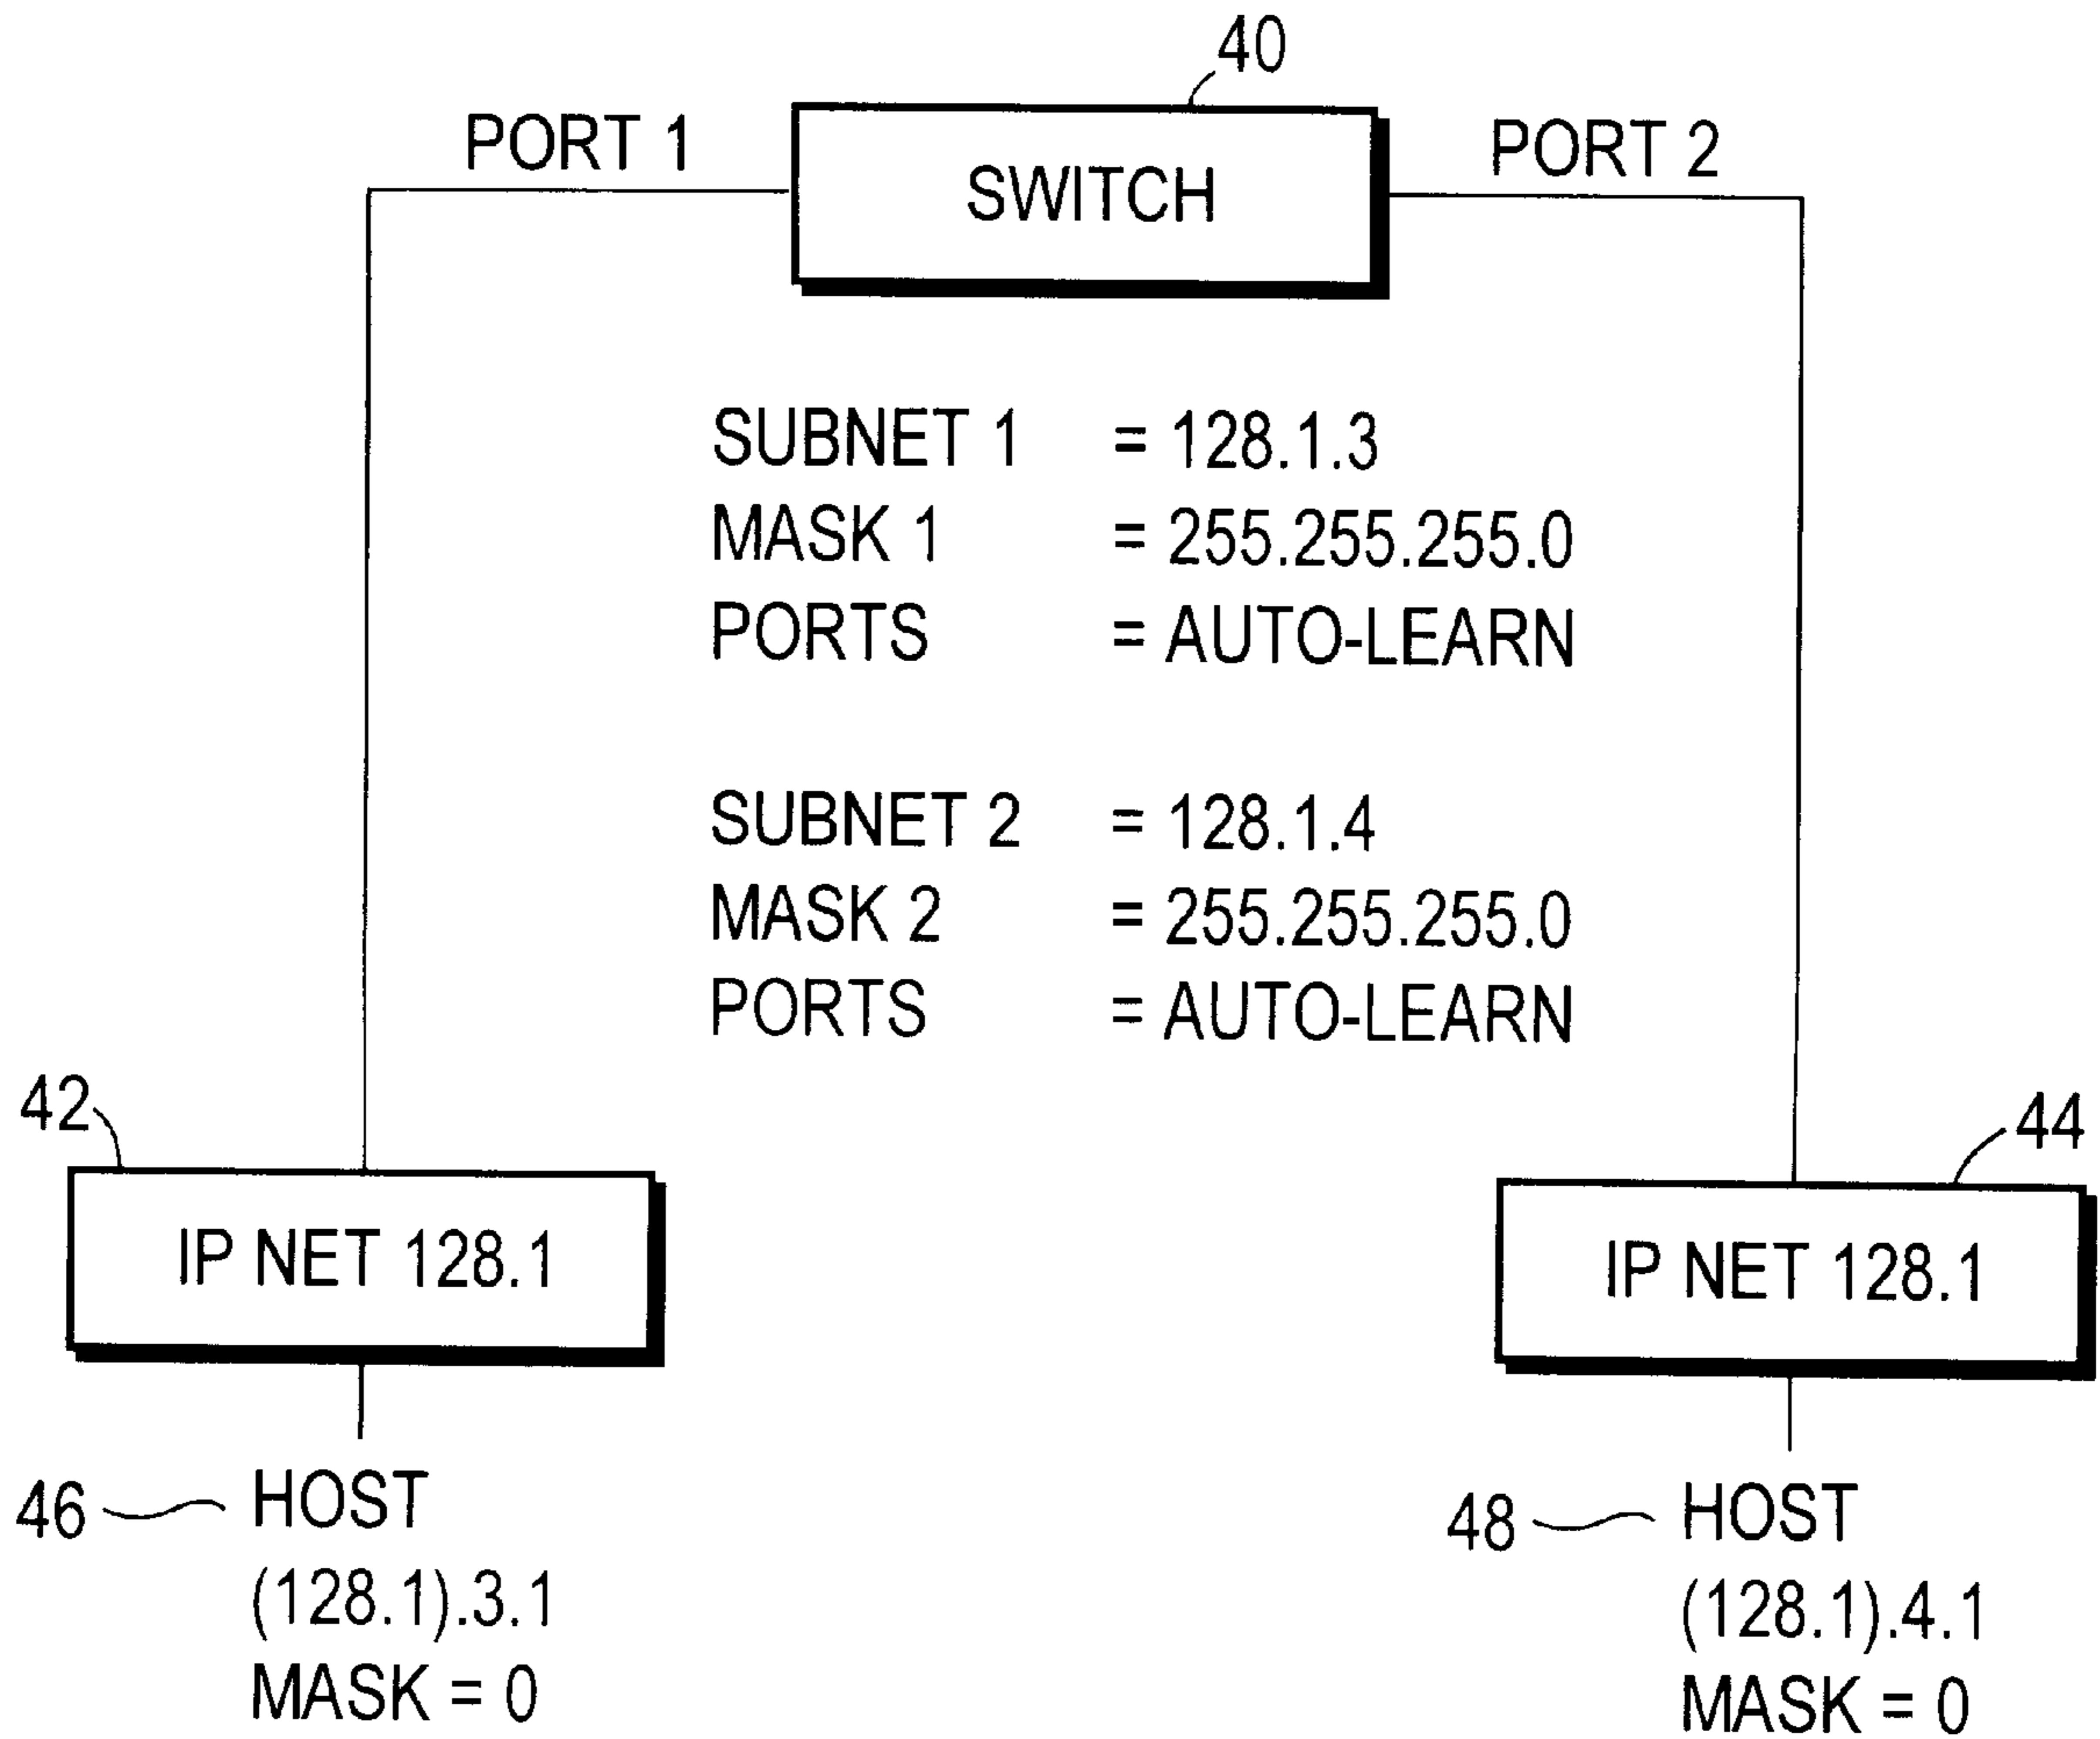 40
PORT 1
SWITCH
PORT 2
SUBNET 1 = 128.1.3
MASK 1 = 255.255.255.0
PORTS = AUTO-LEARN
SUBNET 2 = 128.1.4
MASK 2 = 255.255.255.0
PORTS = AUTO-LEARN
42
IP NET 128.1
44
IP NET 128.1
46
HOST
(128.1).3.1
MASK = 0
48
HOST
(128.1).4.1
MASK = 0